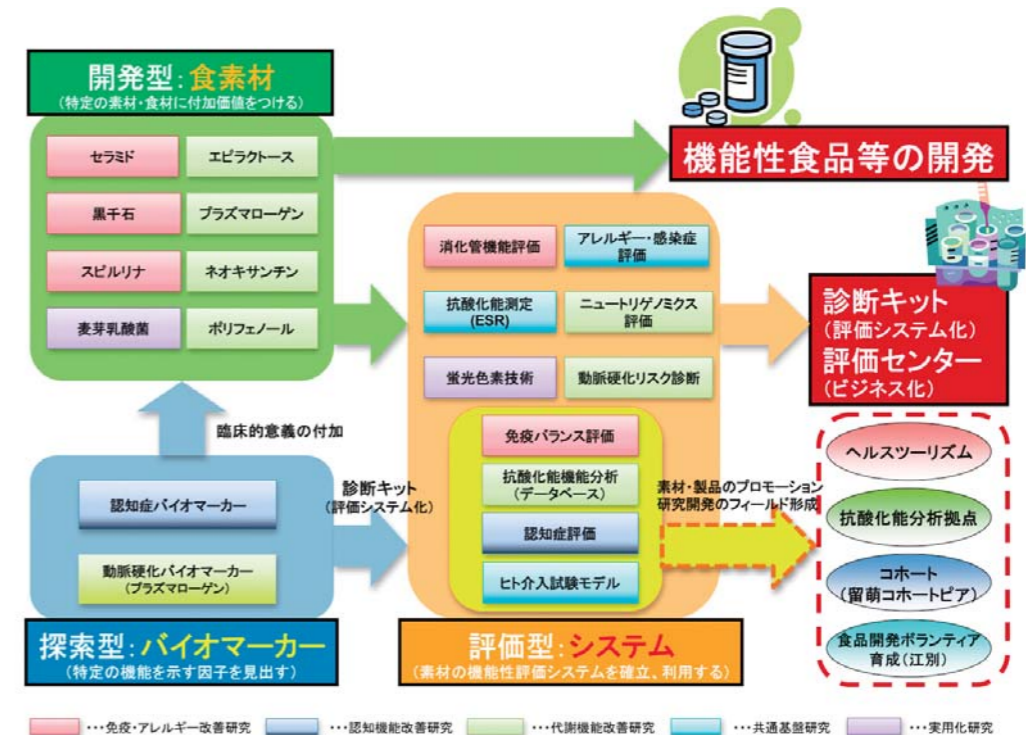 開発型:食素材
(特定の素材・食材に付加価値をつける)
セラミド
エピラクトース
黒千石
プラズマローゲン
スピルリナ
ネオキサンチン
麦芽乳酸菌
ポリフェノール
機能性食品等の開発
消化管機能評価
アレルギー・感染症
評価
抗酸化能測定
(ESR)
ニュートリゲノミクス
評価
蛍光色素技術
動脈硬化リスク診断
免疫バランス評価
抗酸化能機能分析
(データベース)
認知症評価
ヒト介入試験モデル
診断キット
(評価システム化)
評価センター
(ビジネス化)
臨床的意義の付加
認知症バイオマーカー
動脈硬化バイオマーカー
(プラズマローゲン)
診断キット
(評価システム化)
素材・製品のプロモーション
研究開発のフィールド形成
ヘルスツーリズム
抗酸化能分析拠点
コホート
(留萌コホートピア)
食品開発ボランティア
育成(江別)
探索型:バイオマーカー
(特定の機能を示す因子を見出す)
評価型:システム
(素材の機能性評価システムを確立、利用する)
・・・免疫・アレルギー改善研究
・・・認知機能改善研究
・・・代謝機能改善研究
・・・共通基盤研究
・・・実用化研究